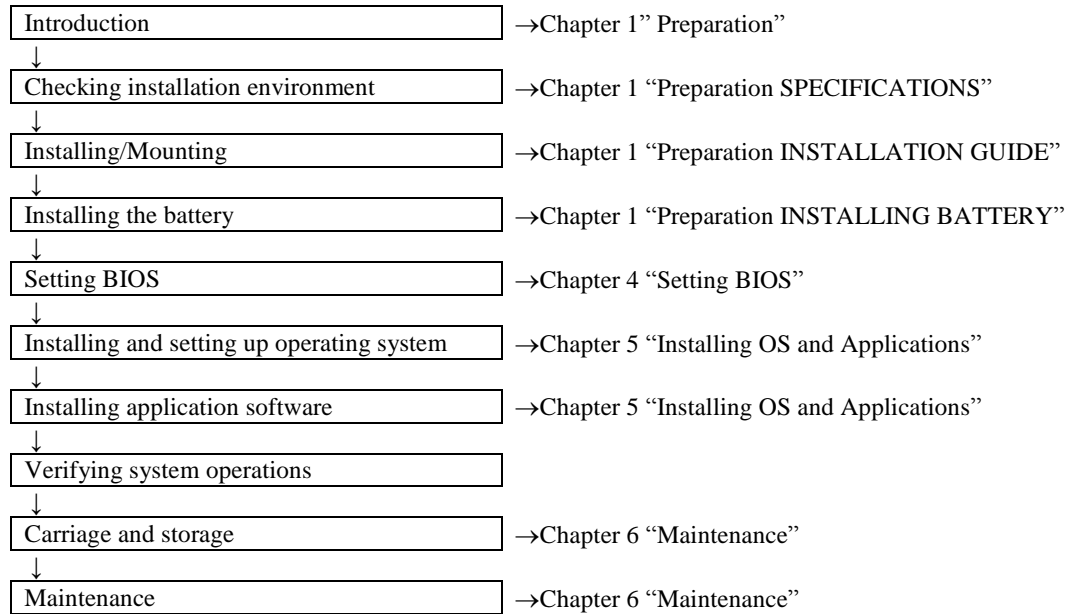 Introduction →Chapter 1” Preparation”
↓
Checking installation environment →Chapter 1 “Preparation SPECIFICATIONS”
↓
Installing/Mounting →Chapter 1 “Preparation INSTALLATION GUIDE”
↓
Installing the battery →Chapter 1 “Preparation INSTALLING BATTERY”
↓
Setting BIOS →Chapter 4 “Setting BIOS”
↓
Installing and setting up operating system →Chapter 5 “Installing OS and Applications”
↓
Installing application software →Chapter 5 “Installing OS and Applications”
↓
Verifying system operations
↓
Carriage and storage →Chapter 6 “Maintenance”
↓
Maintenance →Chapter 6 “Maintenance”